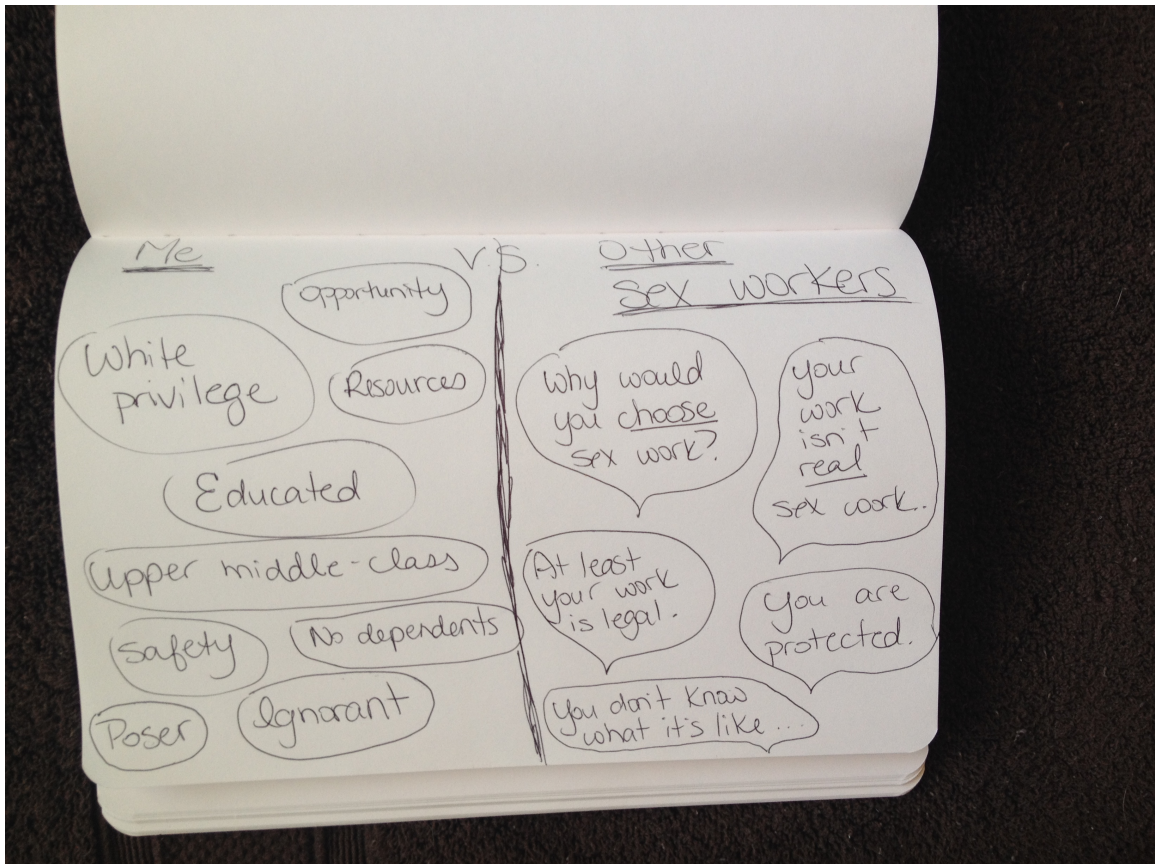 Me
v.s.
Other
sex workers
Opportunity
White
privilege
Resources
Educated
Upper middle-class
Safety
No dependents
Poser
Ignorant
Why would
you choose
sex work?
your
work
isn't
real
sex work..
At least
your work
is legal.
You are
protected.
You don't know
what it's like ...